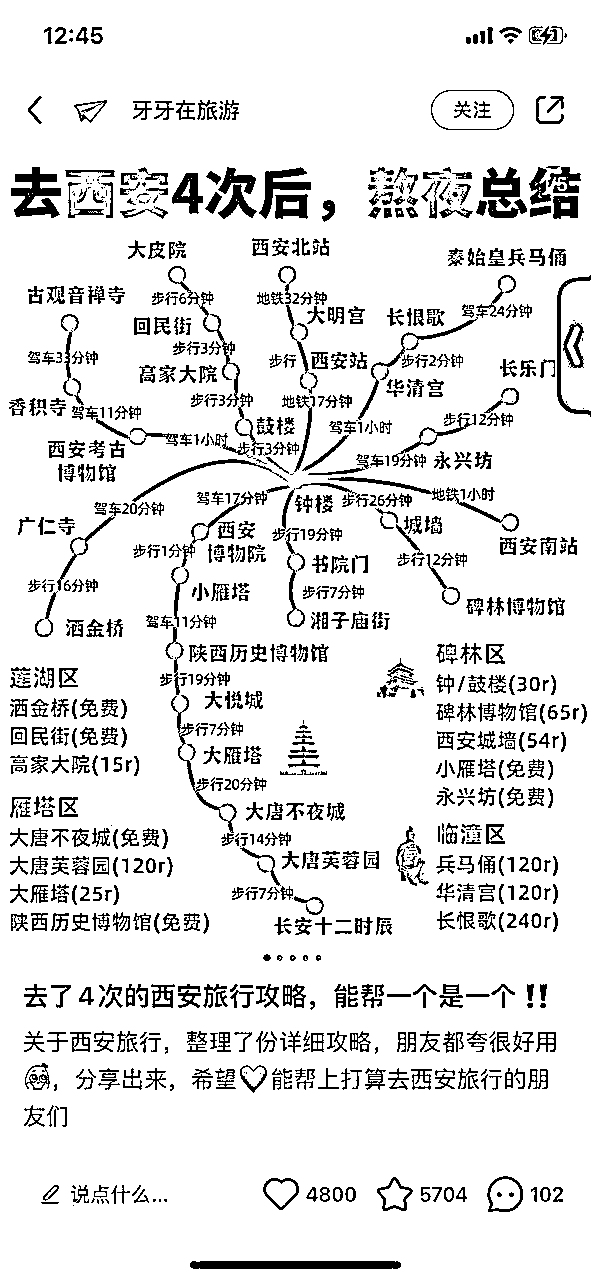 12:45
牙牙在旅游
关注
去西安4次后，熬夜总结
大皮院
西安北站
秦始皇兵马俑
步行6分钟
地铁32分钟
驾车24分钟
古观音禅寺
回民街
大明宫
长恨歌
步行3分钟
步行
西安站
步行2分钟
长乐门
高家大院
华清宫
香积寺
驾车11分钟
步行3分钟
地铁17分钟
步行12分钟
鼓楼
驾车1小时
驾车1小时
西安考古
博物馆
步行3分钟
驾车19分钟
永兴坊
驾车20分钟
驾车17分钟
钟楼
步行26分钟
地铁1小时
广仁寺
西安
博物院
步行19分钟
城墙
西安南站
步行1分钟
书院门
步行12分钟
步行16分钟
小雁塔
步行7分钟
碑林博物馆
洒金桥
驾车11分钟
湘子庙街
陕西历史博物馆
步行19分钟
大悦城
步行7分钟
大雁塔
步行20分钟
大唐不夜城
步行14分钟
大唐芙蓉园
步行7分钟
长安十二时辰
莲湖区
洒金桥(免费)
回民街(免费)
高家大院(15r)
雁塔区
大唐不夜城(免费)
大唐芙蓉园(120r)
大雁塔(25r)
陕西历史博物馆(免费)
碑林区
钟/鼓楼(30r)
碑林博物馆(65r)
西安城墙(54r)
小雁塔(免费)
永兴坊(免费)
临潼区
兵马俑(120r)
华清宫(120r)
长恨歌(240r)
去了4次的西安旅行攻略，能帮一个是一个‼️
关于西安旅行，整理了份详细攻略，朋友都夸很好用
，分享出来，希望♡能帮上打算去西安旅行的朋
友们
说点什么...
4800
5704
102